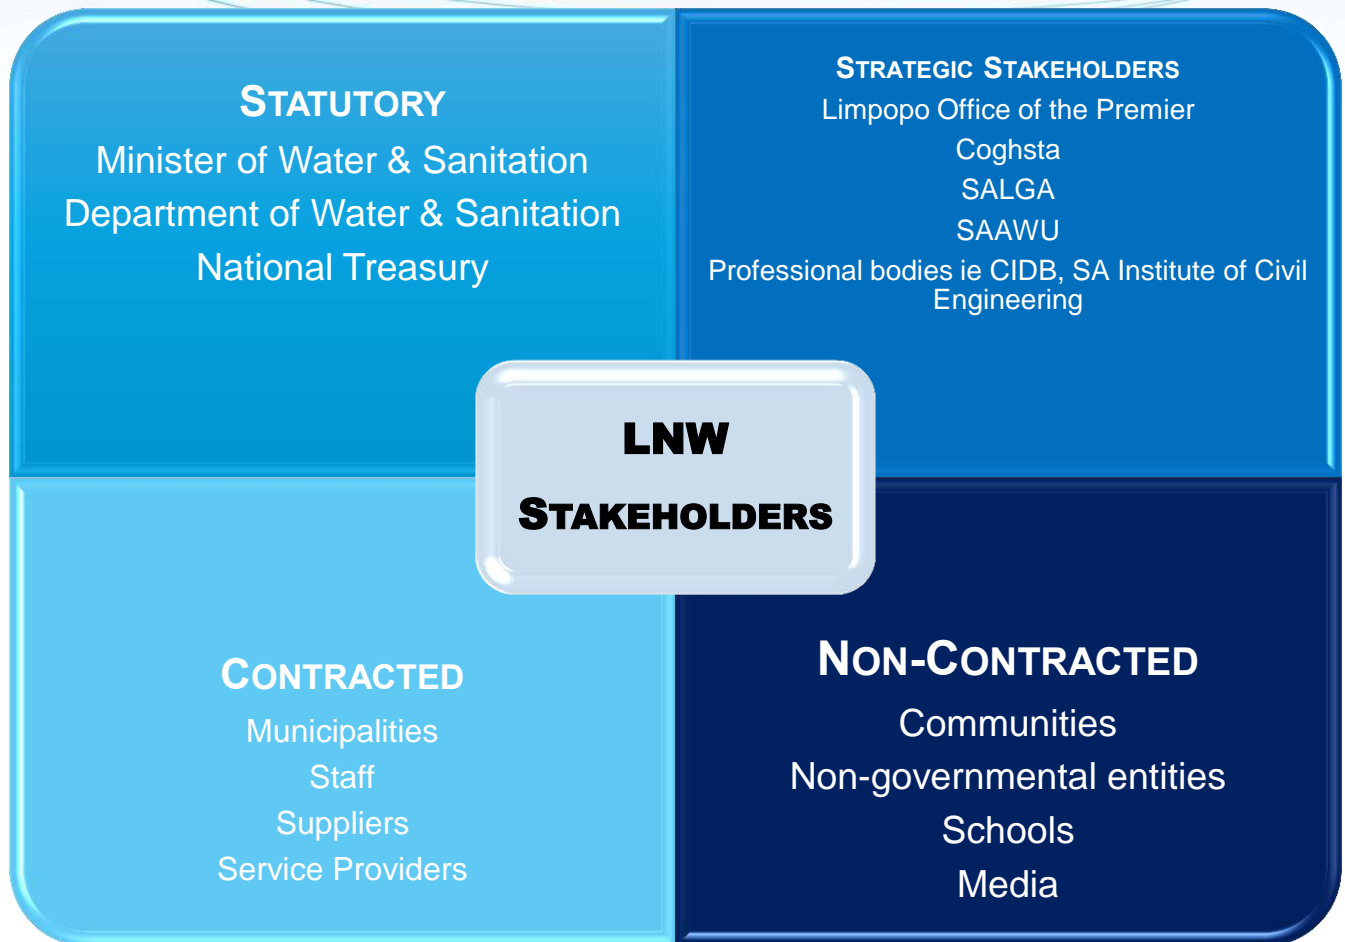 STATUTORY
Minister of Water & Sanitation
Department of Water & Sanitation
National Treasury
STRATEGIC STAKEHOLDERS
Limpopo Office of the Premier
Coghsta
SALGA
SAAWU
Professional bodies ie CIDB, SA Institute of Civil
Engineering
LNW
STAKEHOLDERS
CONTRACTED
Municipalities
Staff
Suppliers
Service Providers
NON-CONTRACTED
Communities
Non-governmental entities
Schools
Media